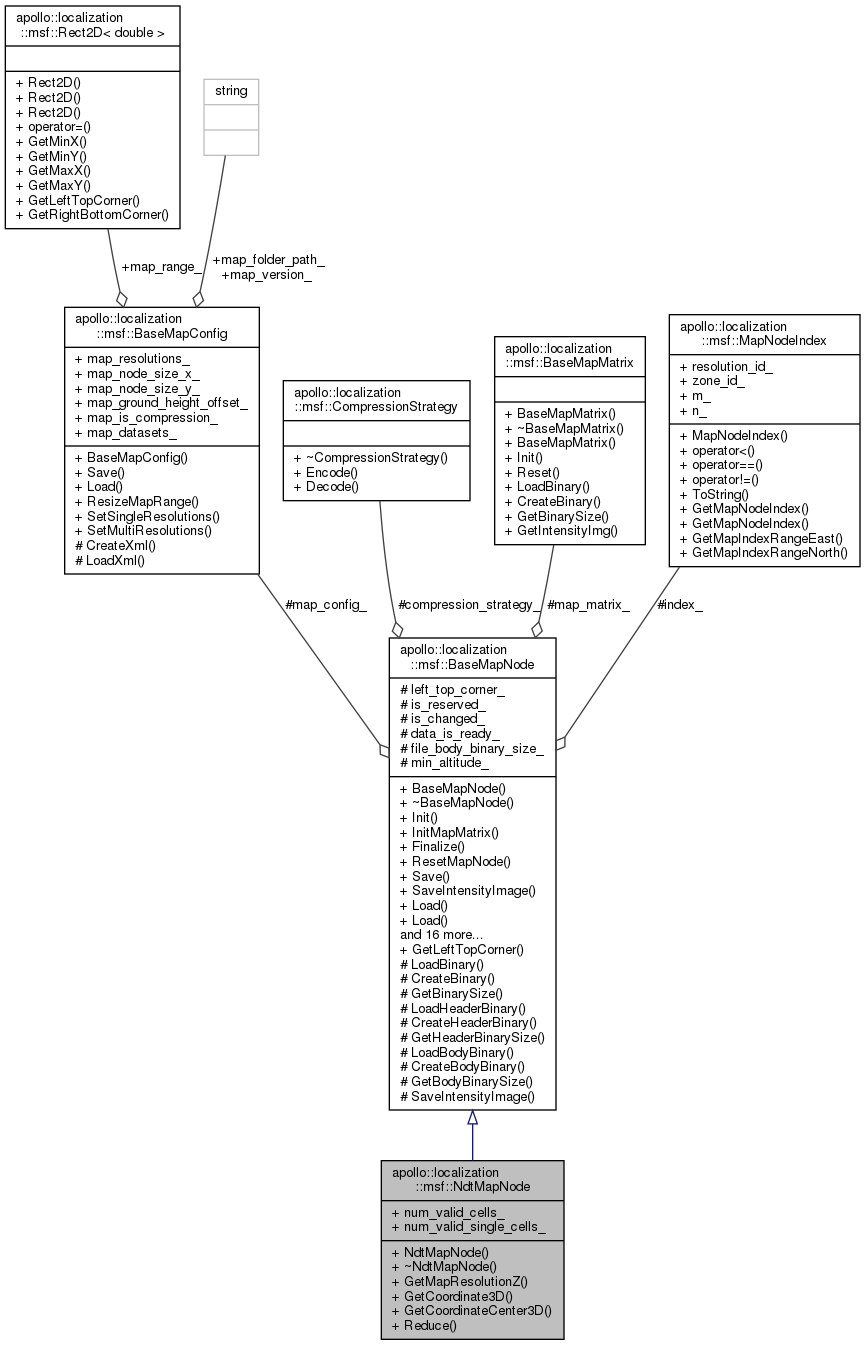 apollo::localization
::msf::Rect2D< double >
+ Rect2D()
+ Rect2D()
+ Rect2D()
+ operator=()
+ GetMinX()
+ GetMinY()
+ GetMaxX()
+ GetMaxY()
+ GetLeftTopCorner()
+ GetRightBottomCorner()
string
+map_range_
+map_folder_path_
+map_version_
apollo::localization
::msf::BaseMapConfig
+ map_resolutions_
+ map_node_size_x_
+ map_node_size_y_
+ map_ground_height_offset_
+ map_is_compression_
+ map_datasets_
+ BaseMapConfig()
+ Save()
+ Load()
+ ResizeMapRange()
+ SetSingleResolutions()
+ SetMultiResolutions()
# CreateXml()
# LoadXml()
apollo::localization
::msf::CompressionStrategy
+ ~CompressionStrategy()
+ Encode()
+ Decode()
apollo::localization
::msf::BaseMapMatrix
+ BaseMapMatrix()
+ ~BaseMapMatrix()
+ BaseMapMatrix()
+ Init()
+ Reset()
+ LoadBinary()
+ CreateBinary()
+ GetBinarySize()
+ GetIntensityImg()
apollo::localization
::msf::MapNodeIndex
+ resolution_id_
+ zone_id_
+ m_
+ n_
+ MapNodeIndex()
+ operator<()
+ operator==()
+ operator!=()
+ ToString()
+ GetMapNodeIndex()
+ GetMapNodeIndex()
+ GetMapIndexRangeEast()
+ GetMapIndexRangeNorth()
#map_config_
#compression_strategy_
#map_matrix_
#index_
apollo::localization
::msf::BaseMapNode
# left_top_corner_
# is_reserved_
# is_changed_
# data_is_ready_
# file_body_binary_size_
# min_altitude_
+ BaseMapNode()
+ ~BaseMapNode()
+ Init()
+ InitMapMatrix()
+ Finalize()
+ ResetMapNode()
+ Save()
+ SaveIntensityImage()
+ Load()
+ Load()
and 16 more...
+ GetLeftTopCorner()
# LoadBinary()
# CreateBinary()
# GetBinarySize()
# LoadHeaderBinary()
# CreateHeaderBinary()
# GetHeaderBinarySize()
# LoadBodyBinary()
# CreateBodyBinary()
# GetBodyBinarySize()
# SaveIntensityImage()
apollo::localization
::msf::NdtMapNode
+ num_valid_cells_
+ num_valid_single_cells_
+ NdtMapNode()
+ ~NdtMapNode()
+ GetMapResolutionZ()
+ GetCoordinate3D()
+ GetCoordinateCenter3D()
+ Reduce()